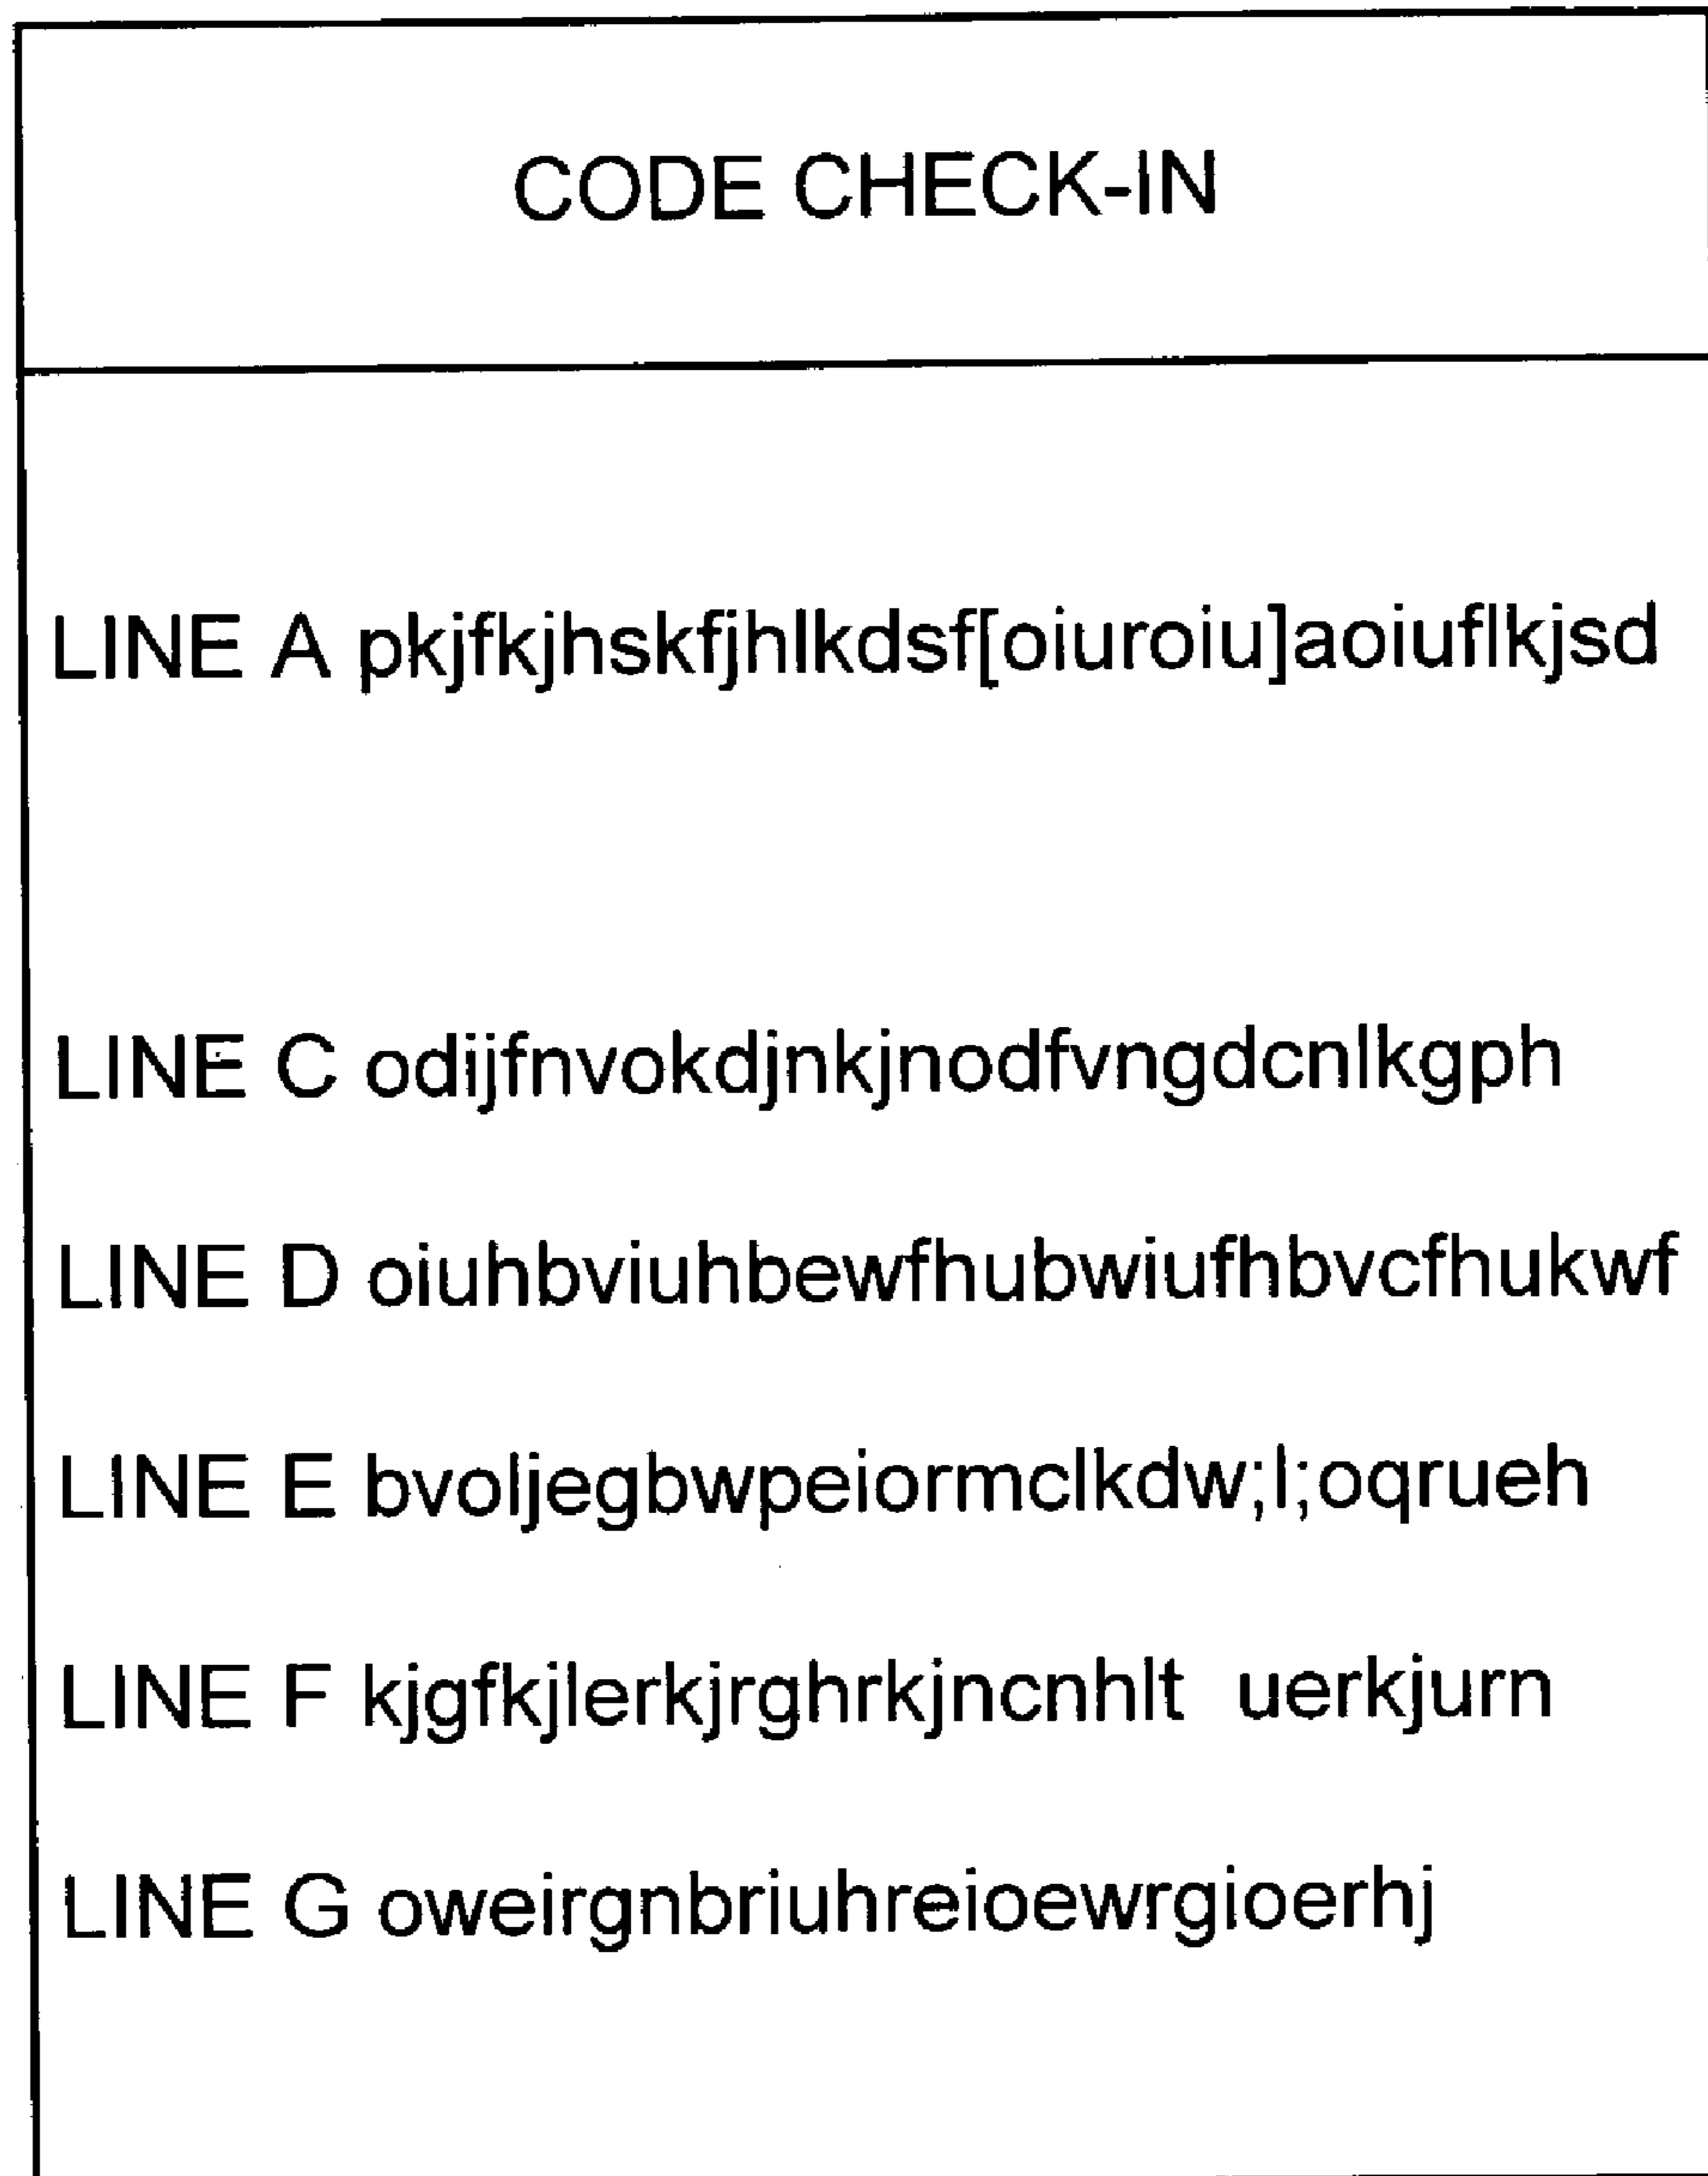 CODE CHECK-IN
LINE A pkjfkjhskfjhlkdsf[oiuroiu]aoiuflkjsd
LINE C odijfnvokdjnkjnodfvngdcnlkgph
LINE D oiuhbviuhbewfhubwiufhbvcfhukwf
LINE E bvoljegbwpeiormclkdw;l;oqrueh
LINE F kjgfkjlerkjrghrkjncnhlt uerkjurn
LINE G oweirgnbriuhreioewrgioerhj